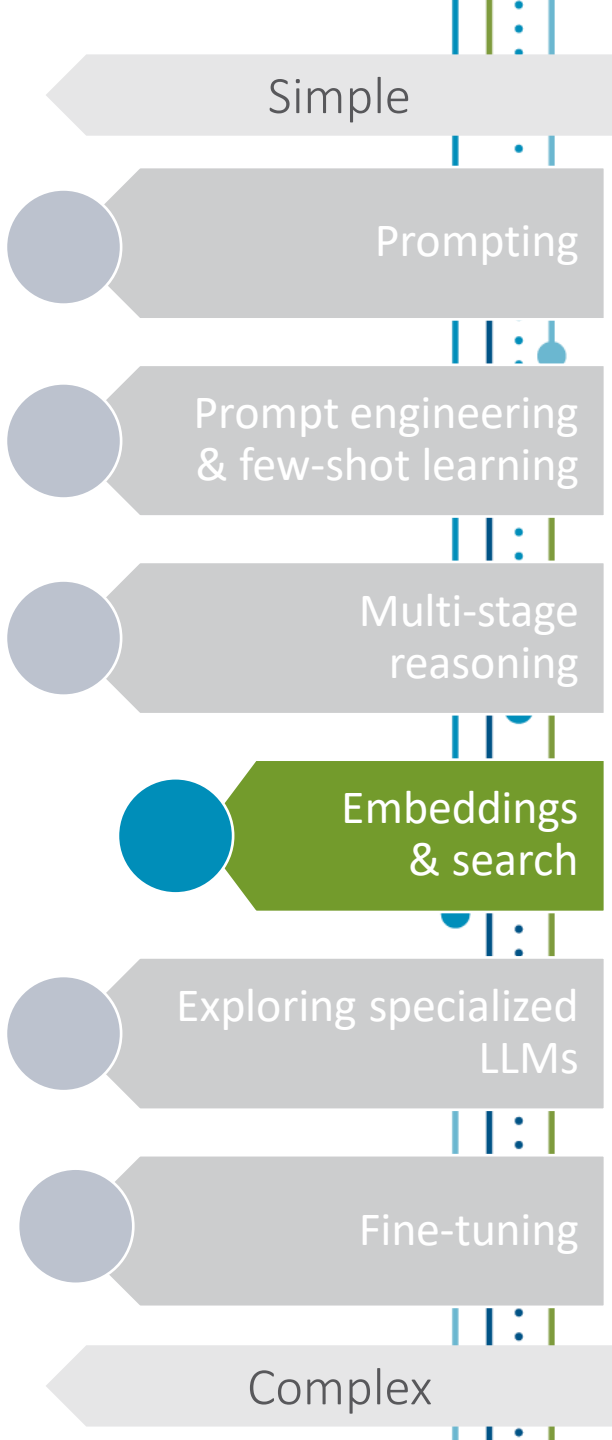 Simple
Prompting
Prompt engineering
& few-shot learning
Multi-stage
reasoning
Embeddings
& search
Exploring specialized
LLMs
Fine-tuning
Complex